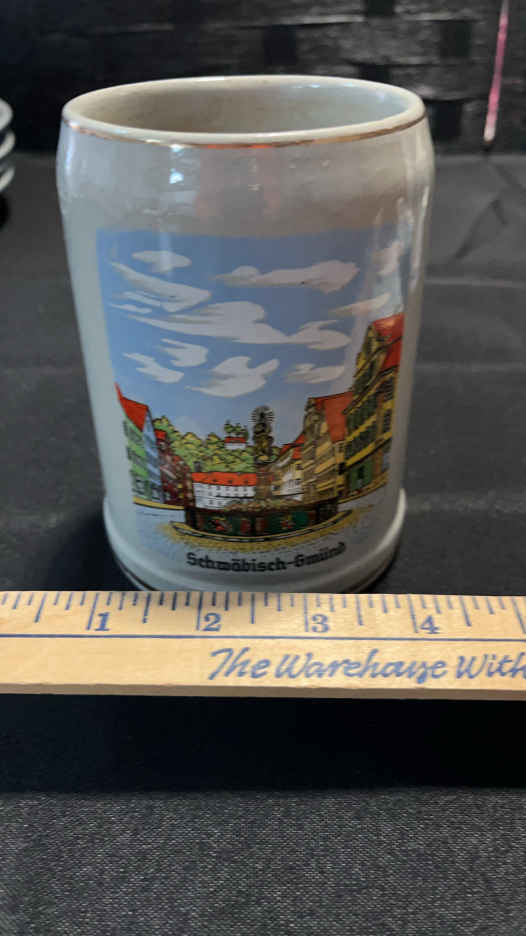 Schwäbisch-Gmünd
1 2 3 4
The Warehouse With